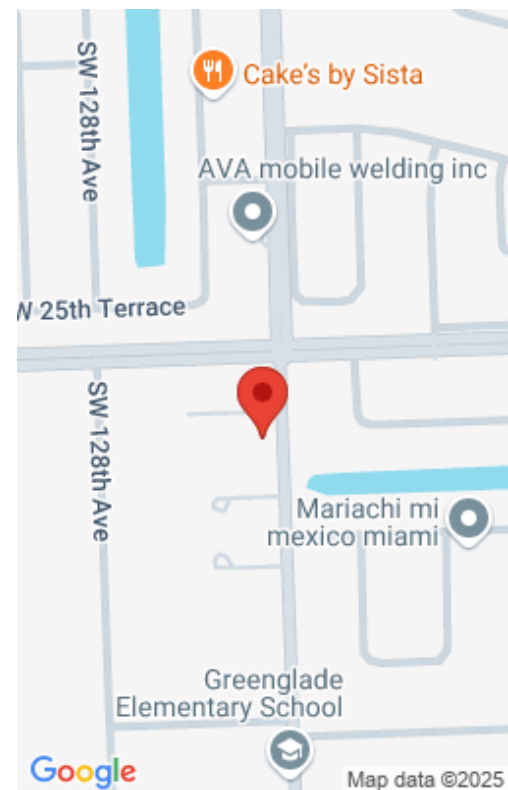 SW 128th Ave
Cake's by Sista
AVA mobile welding inc
W 25th Terrace
SW 128th Ave
Mariachi mi
mexico miami
Greenglade
Elementary School
Google
Map data ©2025